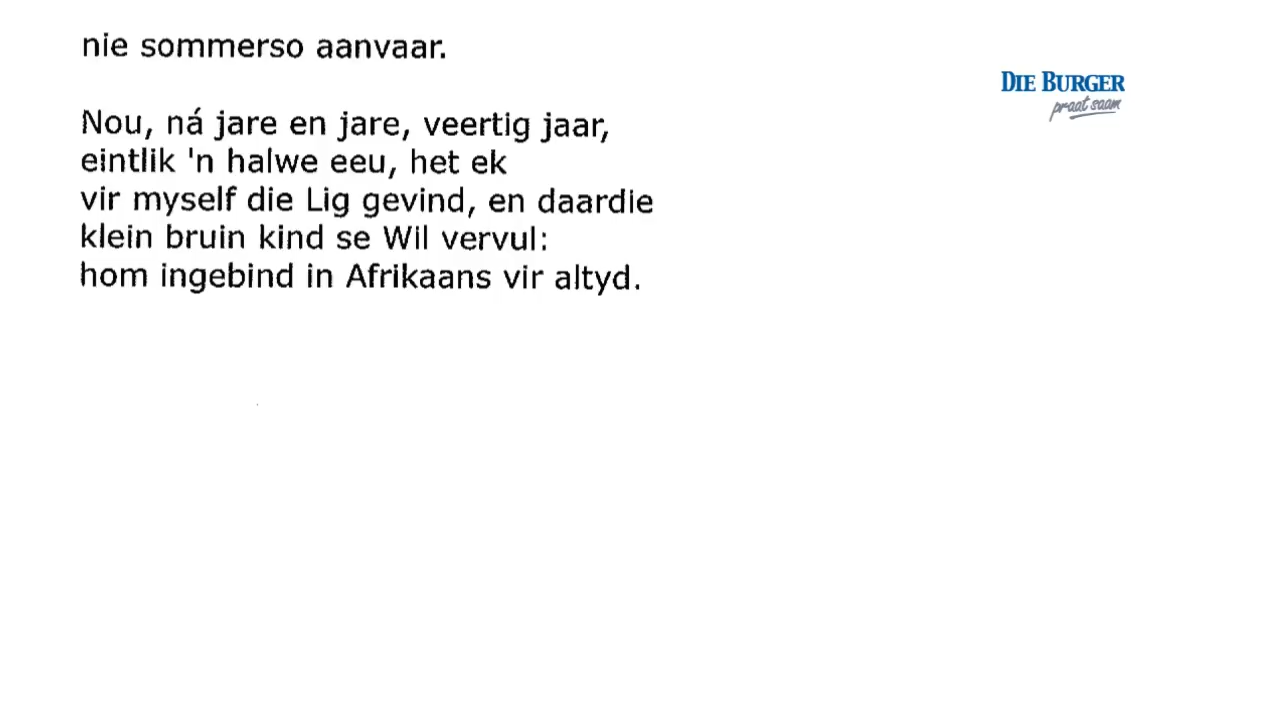 nie sommerso aanvaar.
Nou, ná jare en jare, veertig jaar,
eintlik 'n halwe eeu, het ek
vir myself die Lig gevind, en daardie
klein bruin kind se Wil vervul:
hom ingebind in Afrikaans vir altyd.
DIE BURGER
praat saam